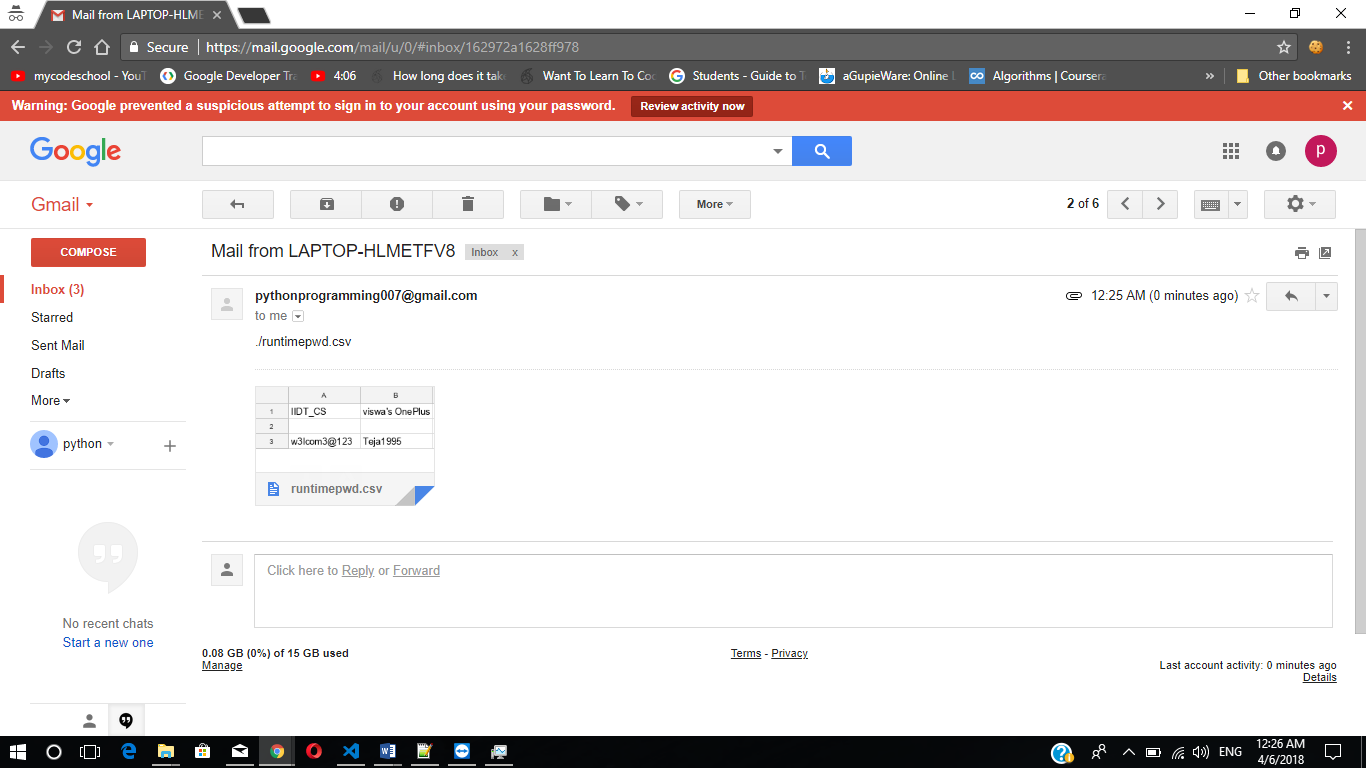 Mail from LAPTOP-HLME
Secure
https://mail.google.com/mail/u/0/#inbox/162972a1628ff978
mycodeschool - YouT
Google Developer Tra
4:06
How long does it take
Want To Learn To Co
Students - Guide to T
aGupieWare: Online L
Algorithms | Coursera
»
Other bookmarks
Warning: Google prevented a suspicious attempt to sign in to your account using your password.
Review activity now
Google
p
Gmail
More
2 of 6
COMPOSE
Mail from LAPTOP-HLMETFV8
Inbox x
Inbox (3)
Starred
Sent Mail
Drafts
More
python
pythonprogramming007@gmail.com
12:25 AM (0 minutes ago)
to me
./runtimepwd.csv
A B
1 IIDT_CS viswa's OnePlus
2
3 w3lcom3@123 Teja1995
runtimepwd.csv
Click here to Reply or Forward
No recent chats
Start a new one
0.08 GB (0%) of 15 GB used
Manage
Terms - Privacy
Last account activity: 0 minutes ago
Details
ENG
12:26 AM
4/6/2018